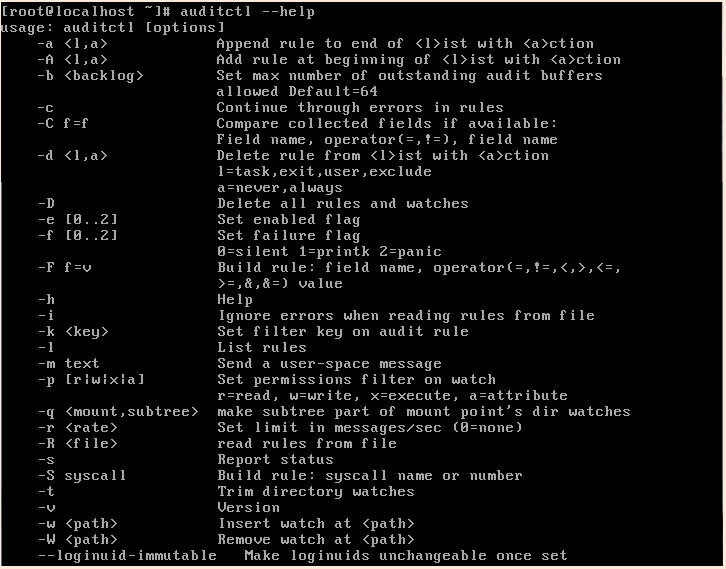 [root@localhost ~]# auditctl --help
usage: auditctl [options]
    -a <l,a>            Append rule to end of <l>ist with <a>ction
    -A <l,a>            Add rule at beginning of <l>ist with <a>ction
    -b <backlog>        Set max number of outstanding audit buffers
                        allowed Default=64
    -c                  Continue through errors in rules
    -C f=f              Compare collected fields if available:
                        Field name, operator(=,!=), field name
    -d <l,a>            Delete rule from <l>ist with <a>ction
                        l=task,exit,user,exclude
                        a=never,always
    -D                  Delete all rules and watches
    -e [0..2]           Set enabled flag
    -f [0..2]           Set failure flag
                        0=silent 1=printk 2=panic
    -F f=v              Build rule: field name, operator(=,!=,<,>,<=,
                        >=,&,&=) value
    -h                  Help
    -i                  Ignore errors when reading rules from file
    -k <key>            Set filter key on audit rule
    -l                  List rules
    -m text             Send a user-space message
    -p [r|w|x|a]        Set permissions filter on watch
                        r=read, w=write, x=execute, a=attribute
    -q <mount,subtree>  make subtree part of mount point's dir watches
    -r <rate>           Set limit in messages/sec (0=none)
    -R <file>           read rules from file
    -s                  Report status
    -S syscall          Build rule: syscall name or number
    -t                  Trim directory watches
    -v                  Version
    -w <path>           Insert watch at <path>
    -W <path>           Remove watch at <path>
    --loginuid-immutable   Make loginuids unchangeable once set